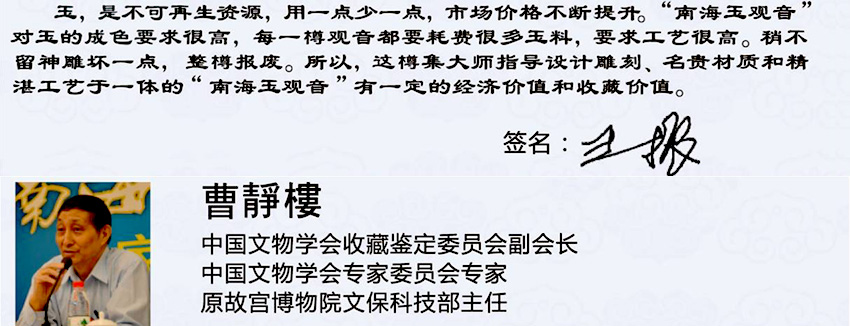 玉，是不可再生资源，用一点少一点，市场价格不断提升。“南海玉观音”
对玉的成色要求很高，每一樽观音都要耗费很多玉料，要求工艺很高。稍不
留神雕坏一点，整樽报废。所以，这樽集大师指导设计雕刻、名贵材质和精
湛工艺于一体的“南海玉观音”有一定的经济价值和收藏价值。
签名：
曹靜樓
中国文物学会收藏鉴定委员会副会长
中国文物学会专家委员会专家
原故宫博物院文保科技部主任